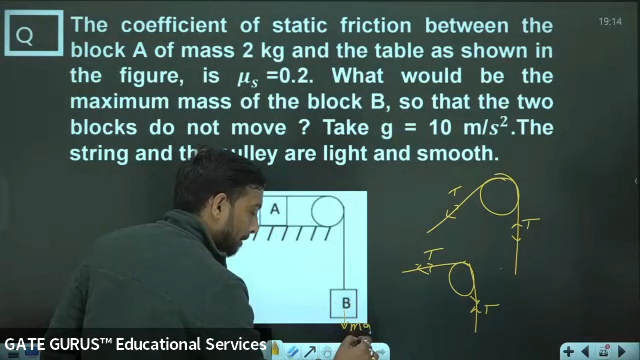 19:14
Q
The coefficient of static friction between the
block A of mass 2 kg and the table as shown in
the figure, is μₛ =0.2. What would be the
maximum mass of the block B, so that the two
blocks do not move ? Take g = 10 m/s².The
string and the pulley are light and smooth.
A
T
T
T
T
B
mg
GATE GURUS™ Educational Services